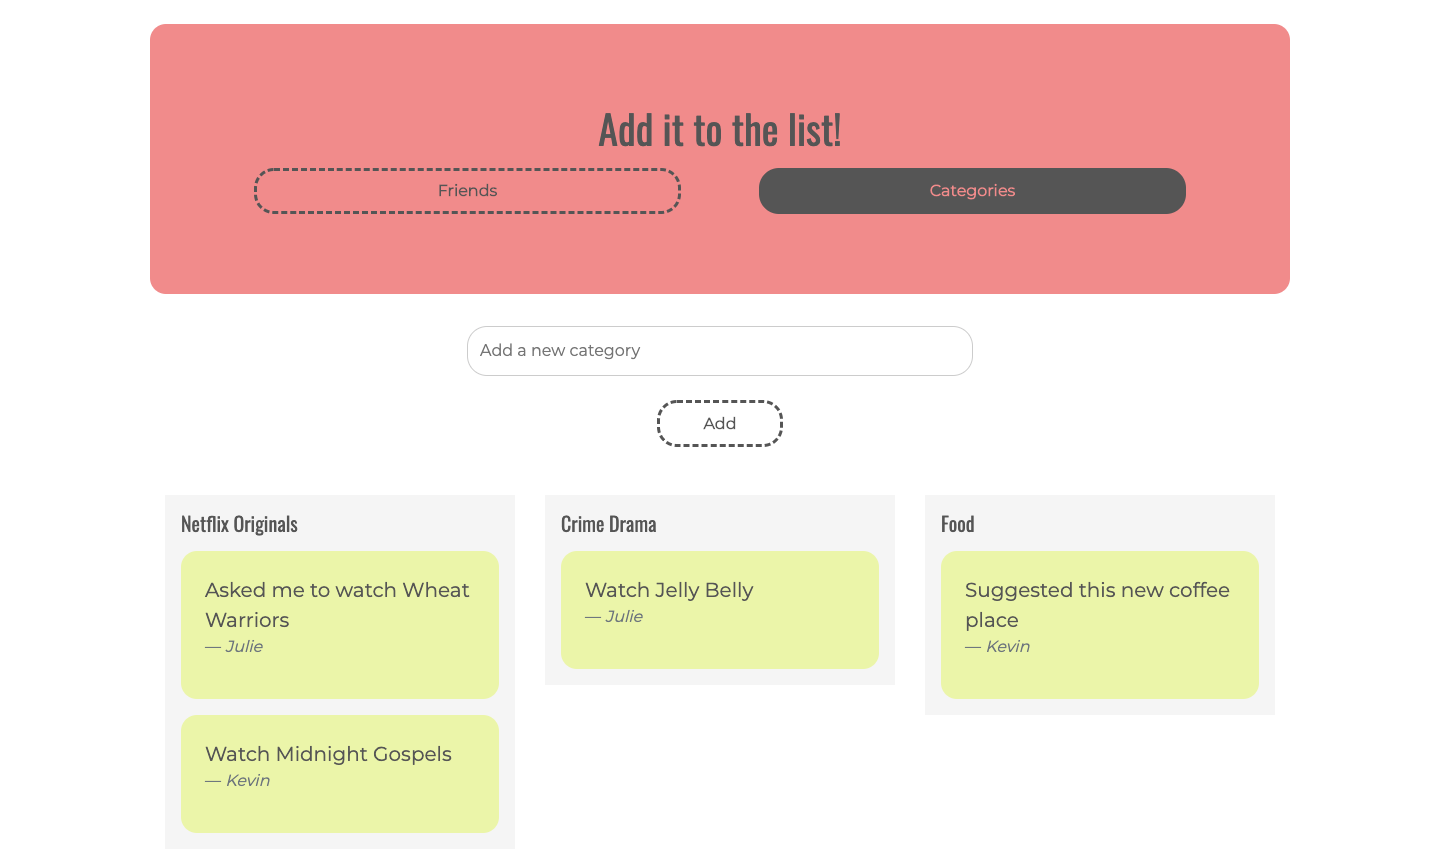 Add it to the list!
Friends
Categories
Add a new category
Add
Netflix Originals
Asked me to watch Wheat
Warriors
— Julie
Watch Midnight Gospels
— Kevin
Crime Drama
Watch Jelly Belly
— Julie
Food
Suggested this new coffee
place
— Kevin